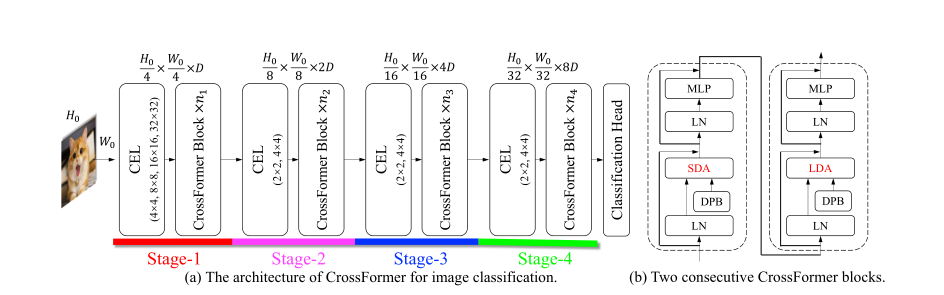 H₀/4 × W₀/4 × D
H₀/8 × W₀/8 × 2D
H₀/16 × W₀/16 × 4D
H₀/32 × W₀/32 × 8D
H₀
W₀
CEL
(4×4, 8×8, 16×16, 32×32)
CrossFormer Block ×n₁
CEL
(2×2, 4×4)
CrossFormer Block ×n₂
CEL
(2×2, 4×4)
CrossFormer Block ×n₃
CEL
(2×2, 4×4)
CrossFormer Block ×n₄
Classification Head
Stage-1
Stage-2
Stage-3
Stage-4
(a) The architecture of CrossFormer for image classification.
MLP
LN
SDA
DPB
LN
MLP
LN
LDA
DPB
LN
(b) Two consecutive CrossFormer blocks.